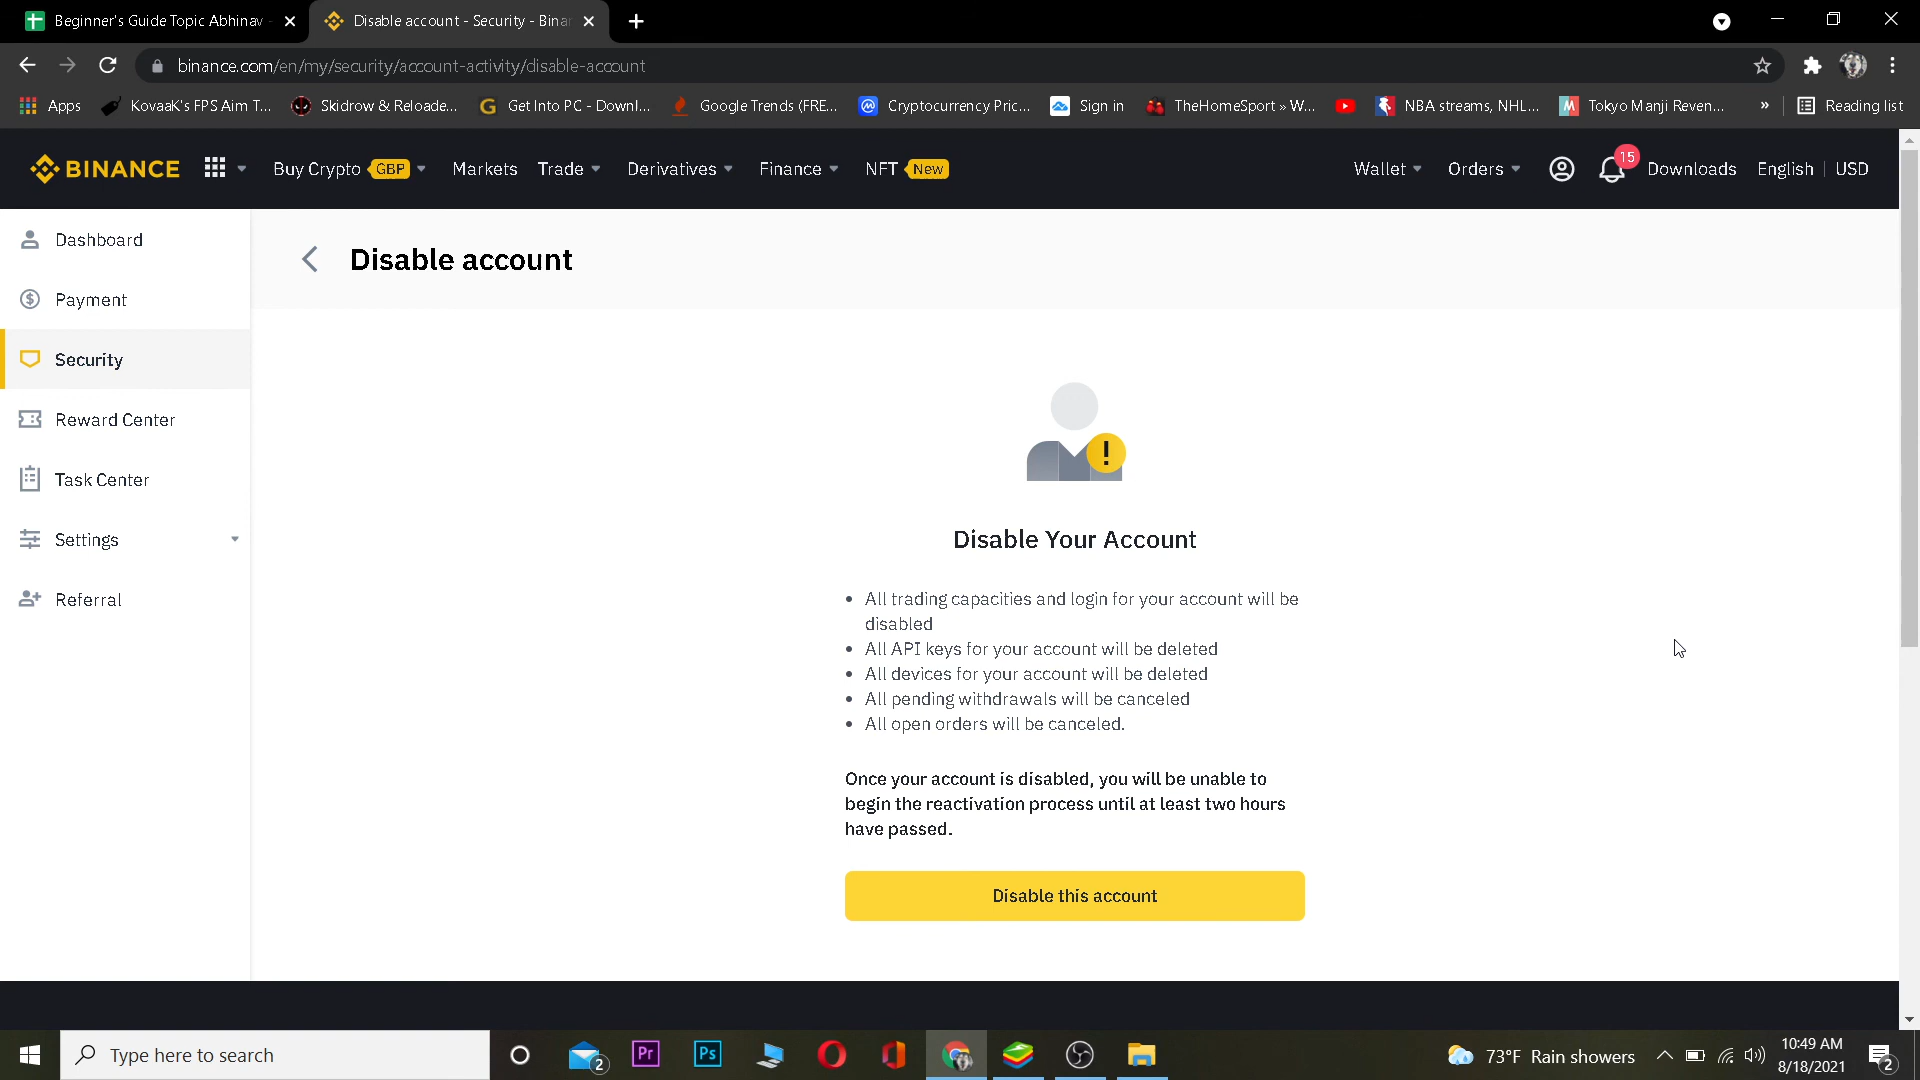 Beginner's Guide Topic Abhinav -
Disable account - Security - Binan
binance.com/en/my/security/account-activity/disable-account
Apps
KovaaK's FPS Aim T...
Skidrow & Reloade...
Get Into PC - Downl...
Google Trends (FRE...
Cryptocurrency Pric...
Sign in
TheHomeSport » W...
NBA streams, NHL...
Tokyo Manji Reven...
»
Reading list
BINANCE
Buy Crypto GBP
Markets
Trade
Derivatives
Finance
NFT New
Wallet
Orders
15
Downloads
English
USD
Dashboard
Payment
Security
Reward Center
Task Center
Settings
Referral
Disable account
!
Disable Your Account
• All trading capacities and login for your account will be
disabled
• All API keys for your account will be deleted
• All devices for your account will be deleted
• All pending withdrawals will be canceled
• All open orders will be canceled.
Once your account is disabled, you will be unable to
begin the reactivation process until at least two hours
have passed.
Disable this account
Type here to search
2
Pr
Ps
73°F Rain showers
10:49 AM
8/18/2021
2